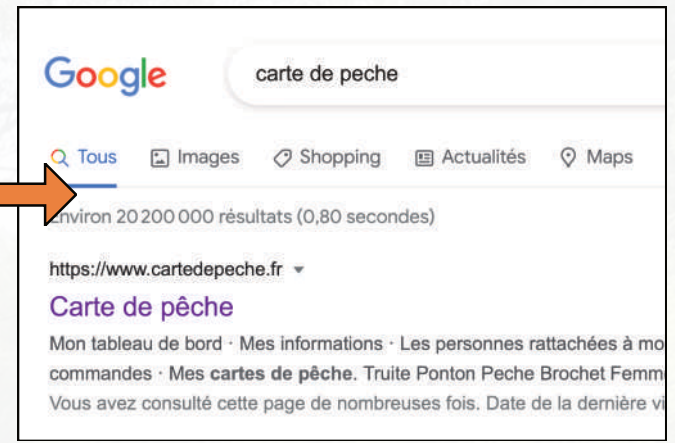 Google
carte de peche
Tous Images Shopping Actualités Maps
Environ 20 200 000 résultats (0,80 secondes)
https://www.cartedepeche.fr
Carte de pêche
Mon tableau de bord · Mes informations · Les personnes rattachées à mo
commandes · Mes cartes de pêche. Truite Ponton Peche Brochet Femm
Vous avez consulté cette page de nombreuses fois. Date de la dernière vi